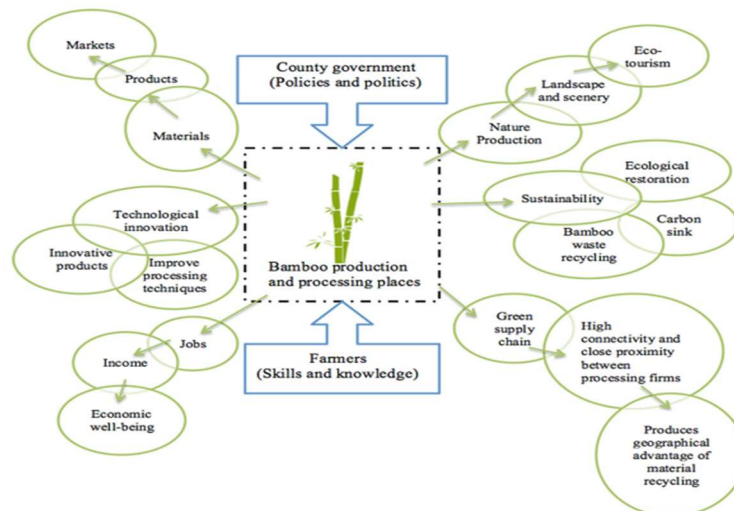 Markets
Products
Materials
County government
(Policies and politics)
Eco-
tourism
Landscape
and scenery
Nature
Production
Technological
innovation
Innovative
products
Improve
processing
techniques
Bamboo production
and processing places
Ecological
restoration
Sustainability
Carbon
sink
Bamboo
waste
recycling
Jobs
Income
Economic
well-being
Farmers
(Skills and knowledge)
Green
supply
chain
High
connectivity and
close proximity
between
processing firms
Produces
geographical
advantage of
material
recycling